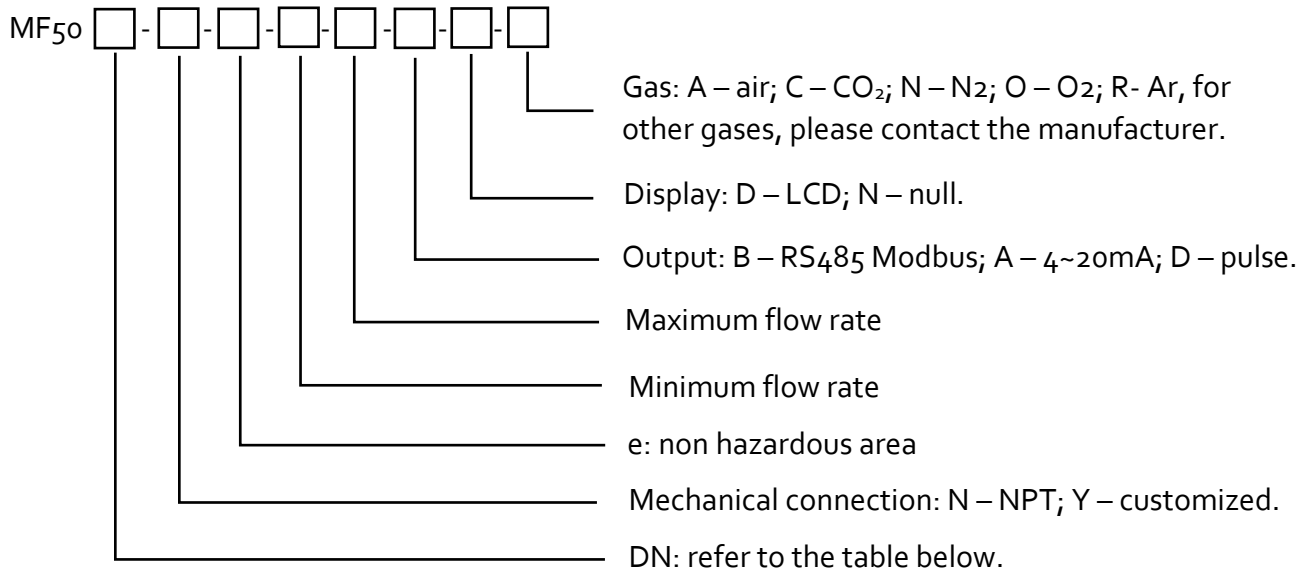 MF50 - - - - - - -
Gas: A – air; C – CO₂; N – N2; O – O2; R- Ar, for
other gases, please contact the manufacturer.
Display: D – LCD; N – null.
Output: B – RS485 Modbus; A – 4~20mA; D – pulse.
Maximum flow rate
Minimum flow rate
e: non hazardous area
Mechanical connection: N – NPT; Y – customized.
DN: refer to the table below.